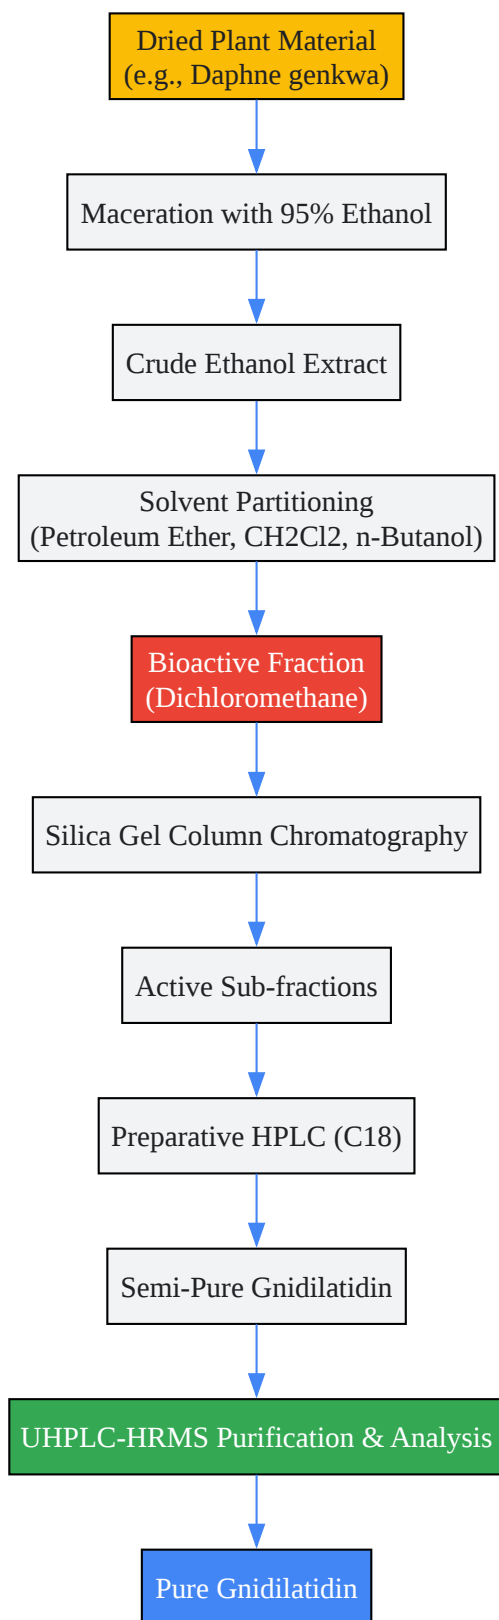 Dried Plant Material
(e.g., Daphne genkwa)
Maceration with 95% Ethanol
Crude Ethanol Extract
Solvent Partitioning
(Petroleum Ether, CH2Cl2, n-Butanol)
Bioactive Fraction
(Dichloromethane)
Silica Gel Column Chromatography
Active Sub-fractions
Preparative HPLC (C18)
Semi-Pure Gnidilatidin
UHPLC-HRMS Purification & Analysis
Pure Gnidilatidin